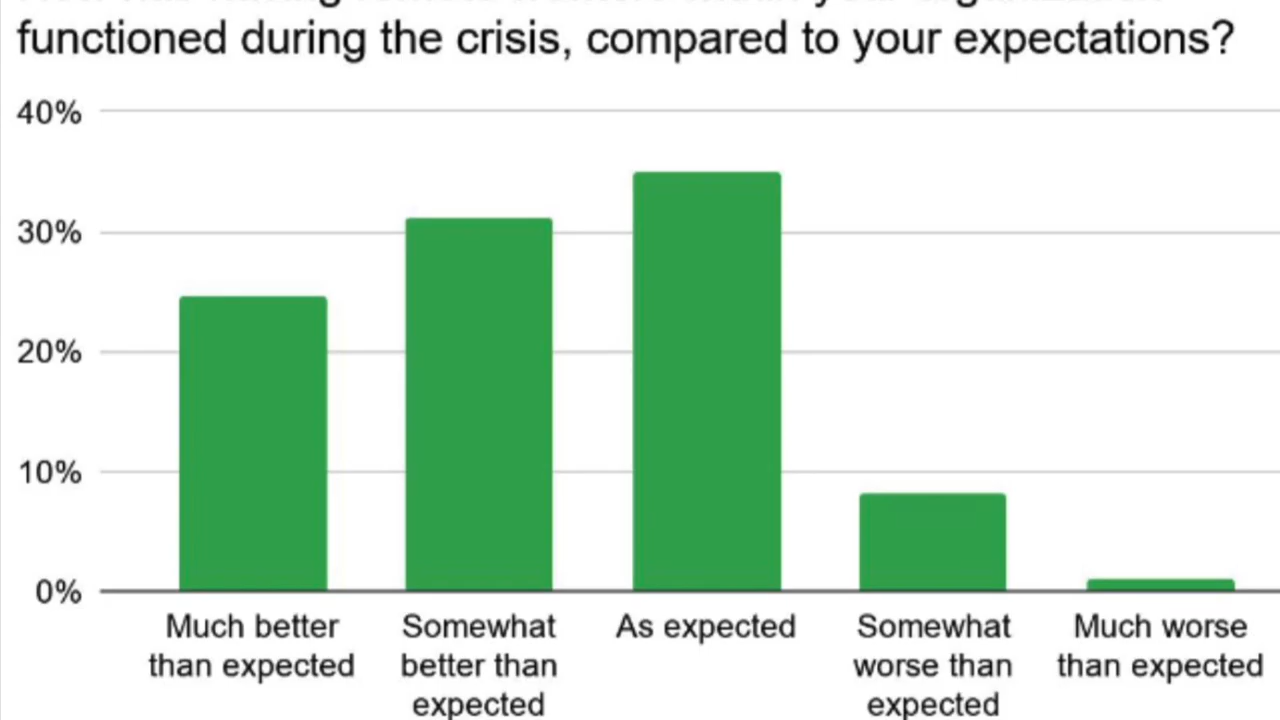 functioned during the crisis, compared to your expectations?
40%
30%
20%
10%
0%
Much better
than expected
Somewhat
better than
expected
As expected
Somewhat
worse than
expected
Much worse
than expected